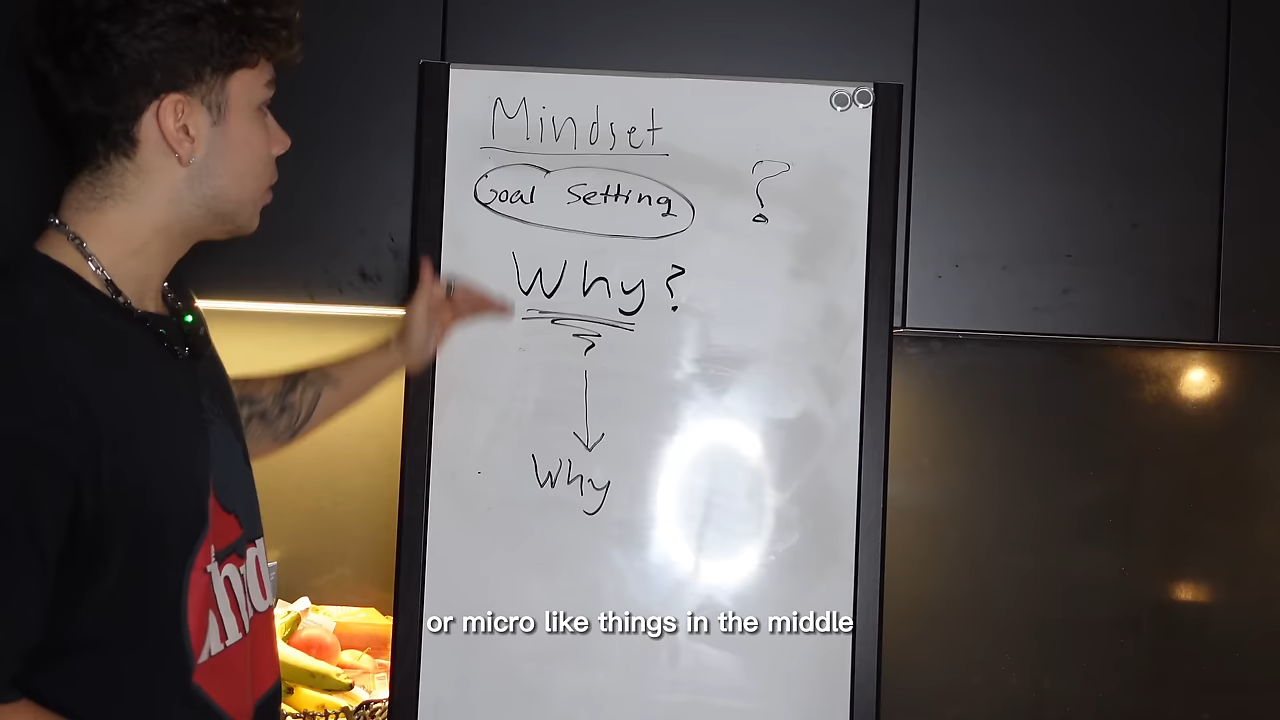 Mindset
Goal Setting
?
Why?
?
Why
or micro like things in the middle